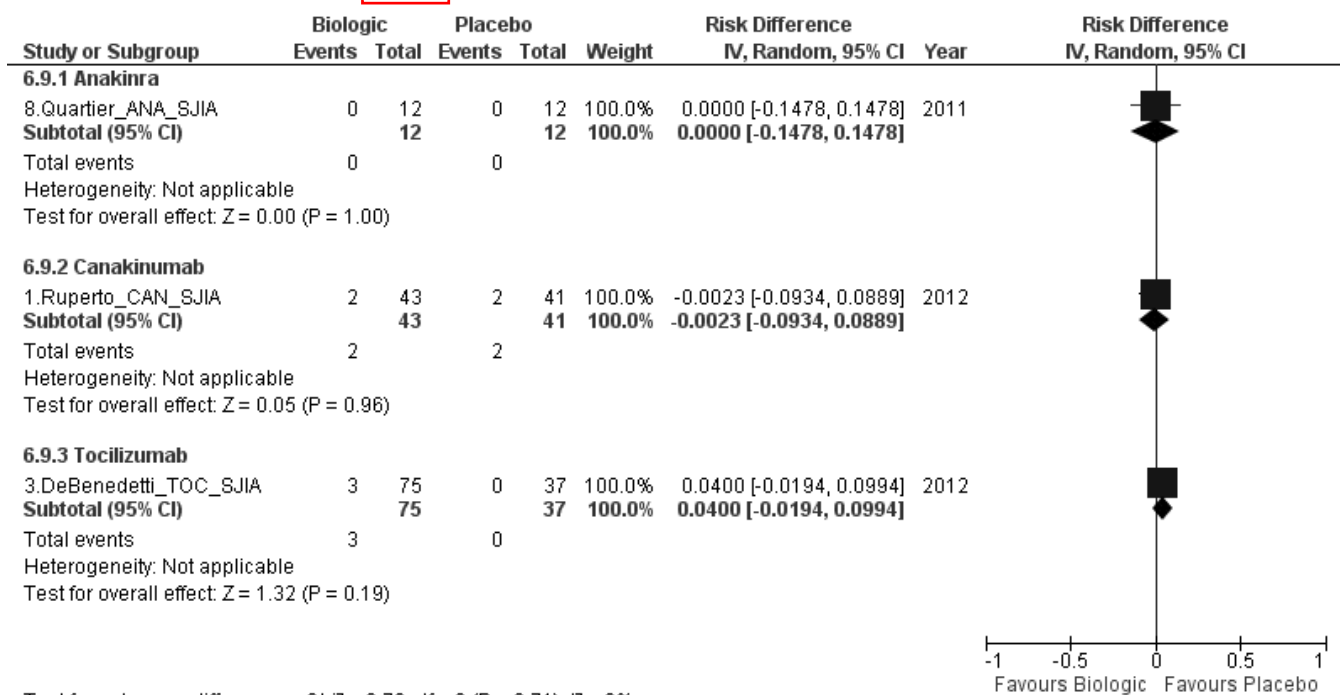 Biologic Placebo Risk Difference Risk Difference
Study or Subgroup Events Total Events Total Weight IV, Random, 95% CI Year IV, Random, 95% CI
6.9.1 Anakinra
8.Quartier_ANA_SJIA 0 12 0 12 100.0% 0.0000 [-0.1478, 0.1478] 2011
Subtotal (95% CI) 12 12 100.0% 0.0000 [-0.1478, 0.1478]
Total events 0 0
Heterogeneity: Not applicable
Test for overall effect: Z = 0.00 (P = 1.00)
6.9.2 Canakinumab
1.Ruperto_CAN_SJIA 2 43 2 41 100.0% -0.0023 [-0.0934, 0.0889] 2012
Subtotal (95% CI) 43 41 100.0% -0.0023 [-0.0934, 0.0889]
Total events 2 2
Heterogeneity: Not applicable
Test for overall effect: Z = 0.05 (P = 0.96)
6.9.3 Tocilizumab
3.DeBenedetti_TOC_SJIA 3 75 0 37 100.0% 0.0400 [-0.0194, 0.0994] 2012
Subtotal (95% CI) 75 37 100.0% 0.0400 [-0.0194, 0.0994]
Total events 3 0
Heterogeneity: Not applicable
Test for overall effect: Z = 1.32 (P = 0.19)
-1 -0.5 0 0.5 1
Favours Biologic Favours Placebo